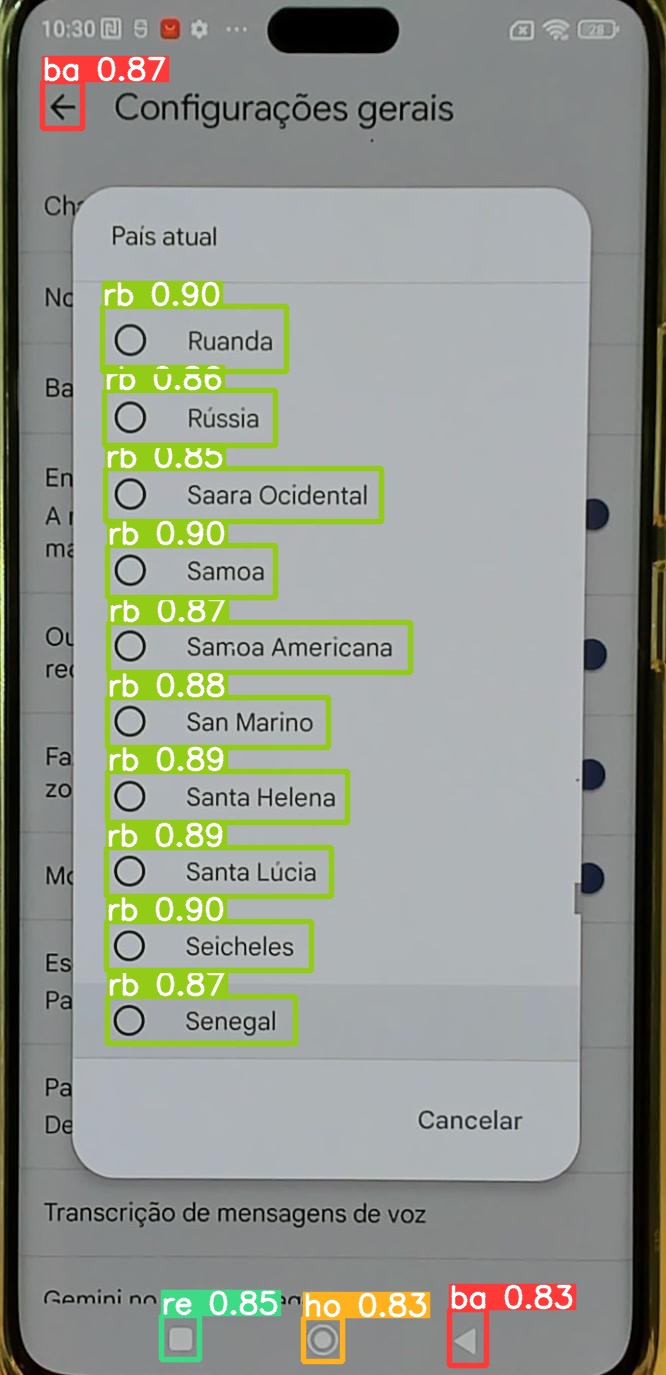 10:30
28
ba 0.87
Configurações gerais
Ch
País atual
No
rb 0.90
Ruanda
Ba
rb 0.86
Rússia
rb 0.85
En
Saara Ocidental
A
ma
rb 0.90
Samoa
rb 0.87
Ou
Samoa Americana
rec
rb 0.88
San Marino
Fa
rb 0.89
zo
Santa Helena
rb 0.89
Mo
Santa Lúcia
rb 0.90
Es
Seicheles
Pa
rb 0.87
Senegal
Pa
De
Cancelar
Transcrição de mensagens de voz
Gemini no
re 0.85
ho 0.83
ba 0.83